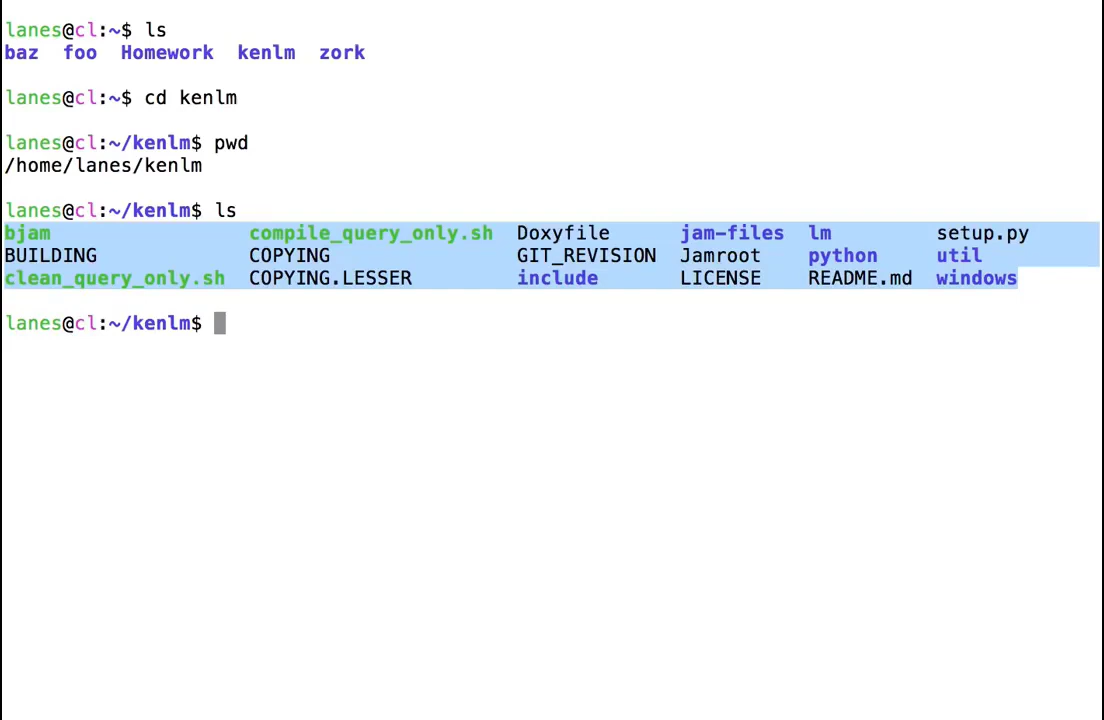 lanes@cl:~$ ls
baz  foo  Homework  kenlm  zork
lanes@cl:~$ cd kenlm
lanes@cl:~/kenlm$ pwd
/home/lanes/kenlm
lanes@cl:~/kenlm$ ls
bjam                 compile_query_only.sh  Doxyfile      jam-files  lm         setup.py
BUILDING             COPYING                GIT_REVISION  Jamroot    python     util
clean_query_only.sh  COPYING.LESSER         include       LICENSE    README.md  windows
lanes@cl:~/kenlm$